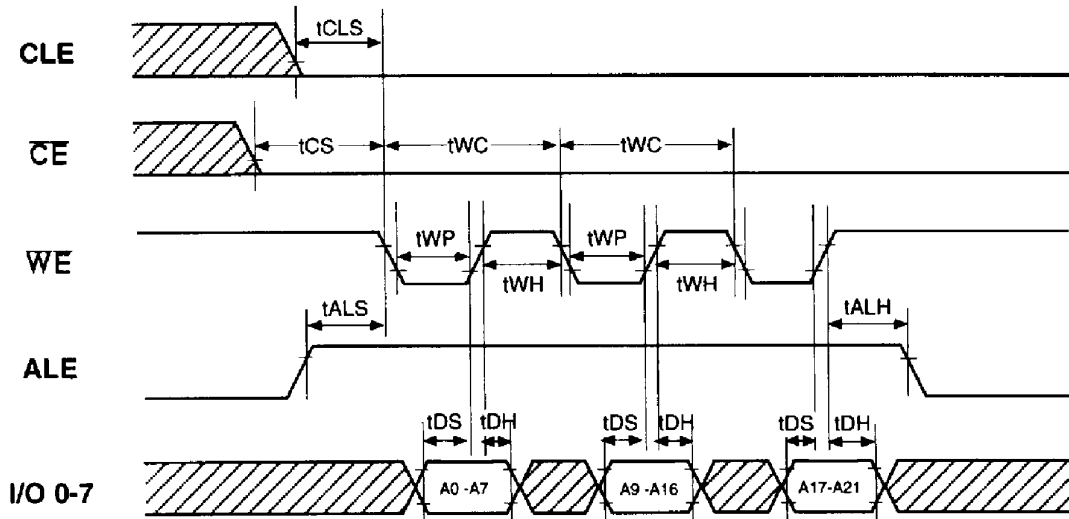 tCLS
CLE
tCS tWC tWC
CE
tWP tWP
WE
tWH tWH
tALS tALH
ALE
tDS tDH tDS tDH tDS tDH
I/O 0-7 A0 -A7 A9 -A16 A17-A21